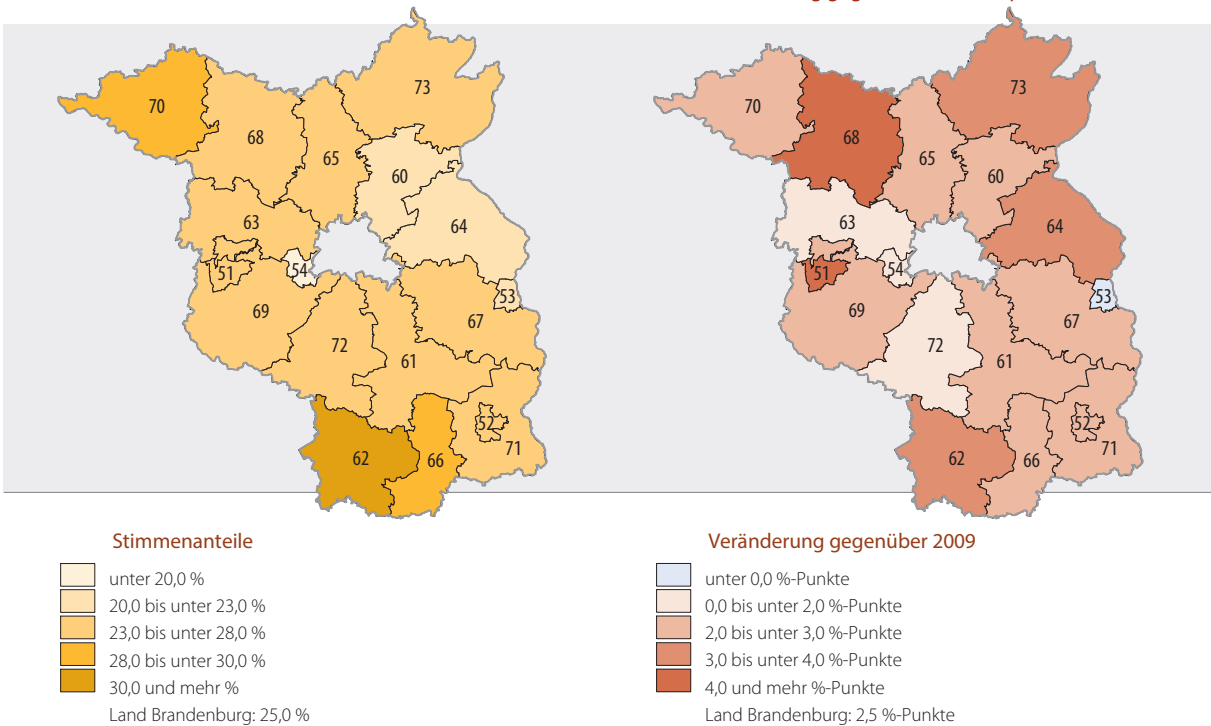 73
70
68
65
60
63
64
51
54
53
69
67
72
61
52
62
66
71
73
70
68
65
60
63
64
51
54
53
69
67
72
61
52
62
66
71
Stimmenanteile
unter 20,0 %
20,0 bis unter 23,0 %
23,0 bis unter 28,0 %
28,0 bis unter 30,0 %
30,0 und mehr %
Land Brandenburg: 25,0 %
Veränderung gegenüber 2009
unter 0,0 %-Punkte
0,0 bis unter 2,0 %-Punkte
2,0 bis unter 3,0 %-Punkte
3,0 bis unter 4,0 %-Punkte
4,0 und mehr %-Punkte
Land Brandenburg: 2,5 %-Punkte